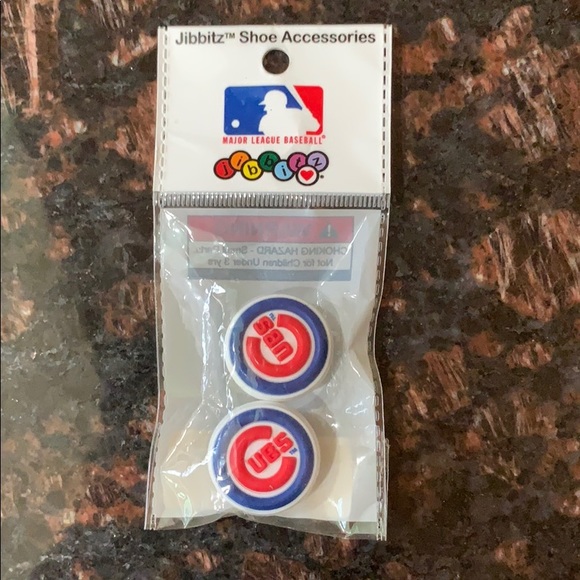 Jibbitz™ Shoe Accessories
MAJOR LEAGUE BASEBALL®
jibbitz
CHOKING HAZARD - Small Parts.
Not for Children Under 3 yrs
CUBS
CUBS